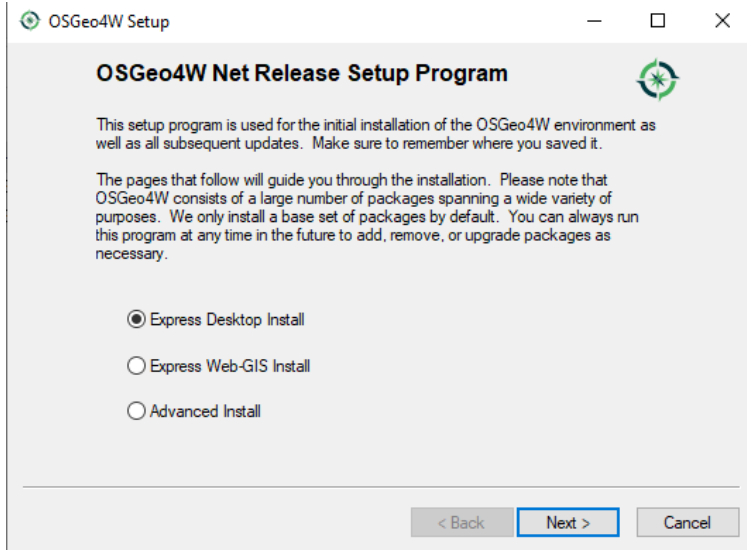 OSGeo4W Setup
OSGeo4W Net Release Setup Program
This setup program is used for the initial installation of the OSGeo4W environment as
well as all subsequent updates.  Make sure to remember where you saved it.
The pages that follow will guide you through the installation.  Please note that
OSGeo4W consists of a large number of packages spanning a wide variety of
purposes.  We only install a base set of packages by default.  You can always run
this program at any time in the future to add, remove, or upgrade packages as
necessary.
Express Desktop Install
Express Web-GIS Install
Advanced Install
< Back Next > Cancel